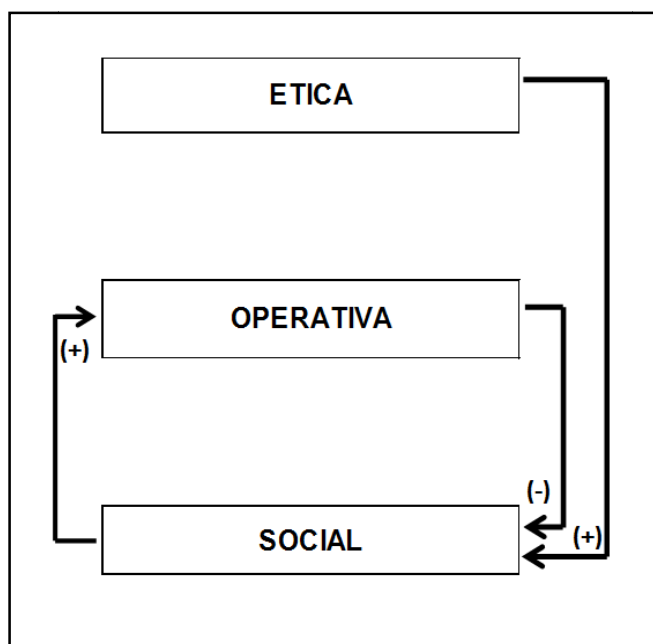 ETICA
OPERATIVA
(+)
(-)
SOCIAL
(+)